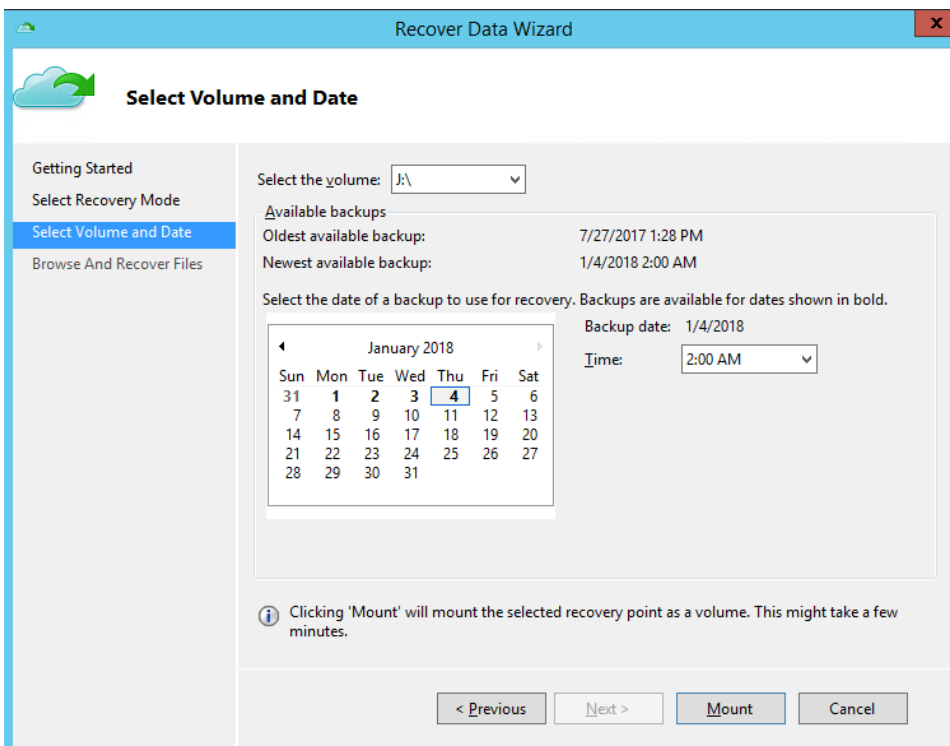 Recover Data Wizard
x
Select Volume and Date
Getting Started
Select Recovery Mode
Select Volume and Date
Browse And Recover Files
Select the volume: J:\
Available backups
Oldest available backup: 7/27/2017 1:28 PM
Newest available backup: 1/4/2018 2:00 AM
Select the date of a backup to use for recovery. Backups are available for dates shown in bold.
Backup date: 1/4/2018
Time: 2:00 AM
January 2018
Sun Mon Tue Wed Thu Fri Sat
31 1 2 3 4 5 6
7 8 9 10 11 12 13
14 15 16 17 18 19 20
21 22 23 24 25 26 27
28 29 30 31
Clicking 'Mount' will mount the selected recovery point as a volume. This might take a few
minutes.
< Previous Next > Mount Cancel